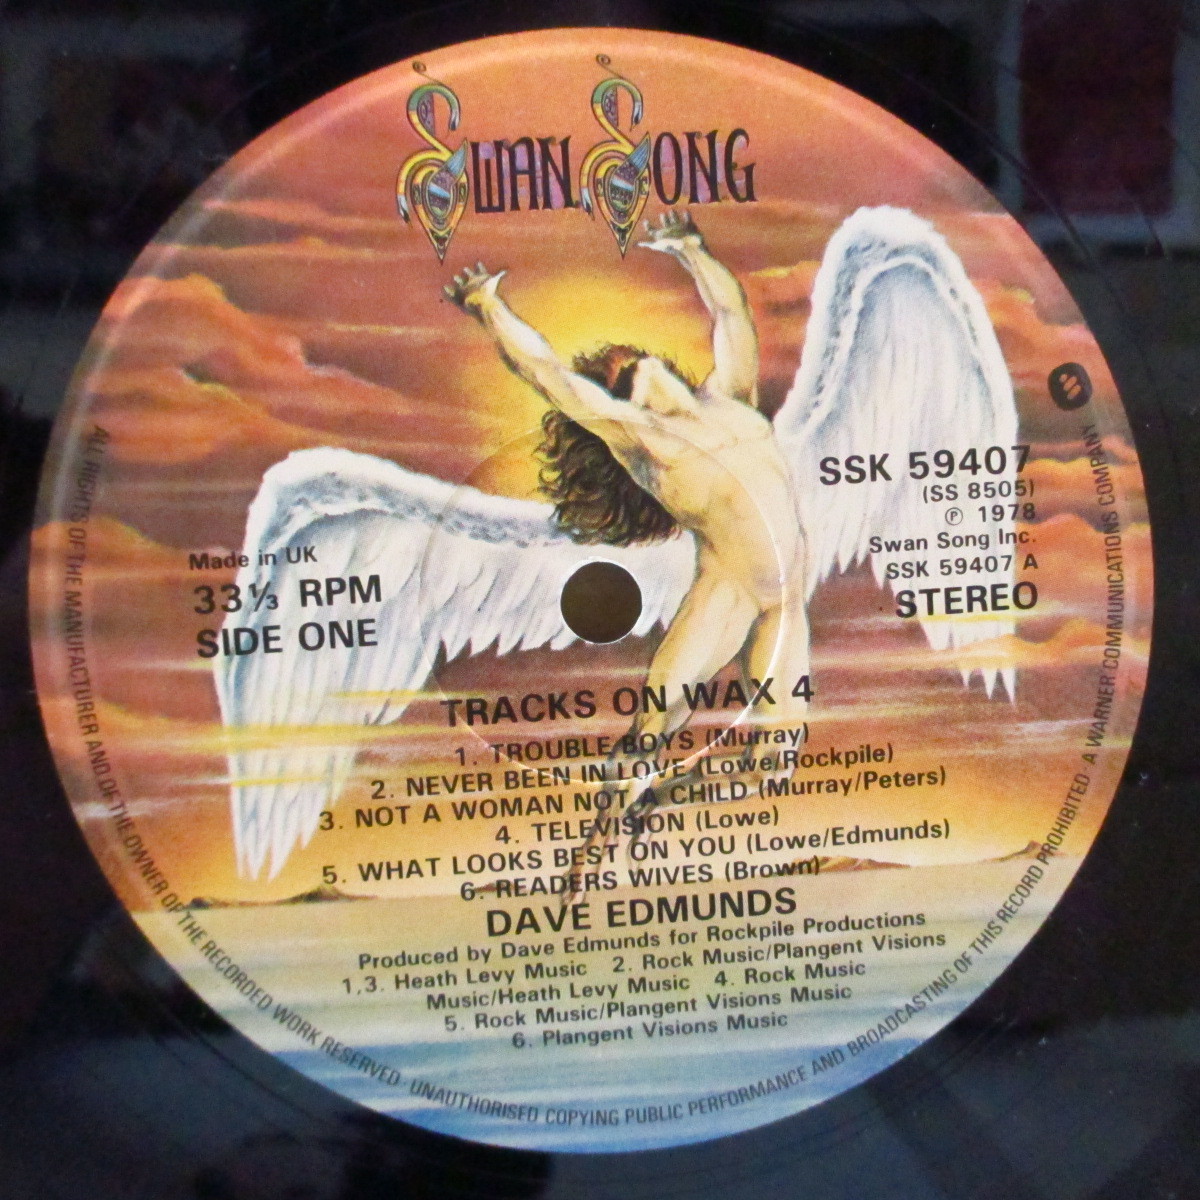 SWAN SONG
SSK 59407
(SS 8505)
℗ 1978
Swan Song Inc.
SSK 59407 A
STEREO
Made in UK
33⅓ RPM
SIDE ONE
TRACKS ON WAX 4
1. TROUBLE BOYS (Murray)
2. NEVER BEEN IN LOVE (Lowe/Rockpile)
3. NOT A WOMAN NOT A CHILD (Murray/Peters)
4. TELEVISION (Lowe)
5. WHAT LOOKS BEST ON YOU (Lowe/Edmunds)
6. READERS WIVES (Brown)
DAVE EDMUNDS
Produced by Dave Edmunds for Rockpile Productions
1,3. Heath Levy Music 2. Rock Music/Plangent Visions
Music/Heath Levy Music 4. Rock Music
5. Rock Music/Plangent Visions Music
6. Plangent Visions Music
ALL RIGHTS OF THE MANUFACTURER AND OF THE OWNER OF THE RECORDED WORK RESERVED · UNAUTHORISED COPYING PUBLIC PERFORMANCE AND BROADCASTING OF THIS RECORD PROHIBITED · A WARNER COMMUNICATIONS COMPANY